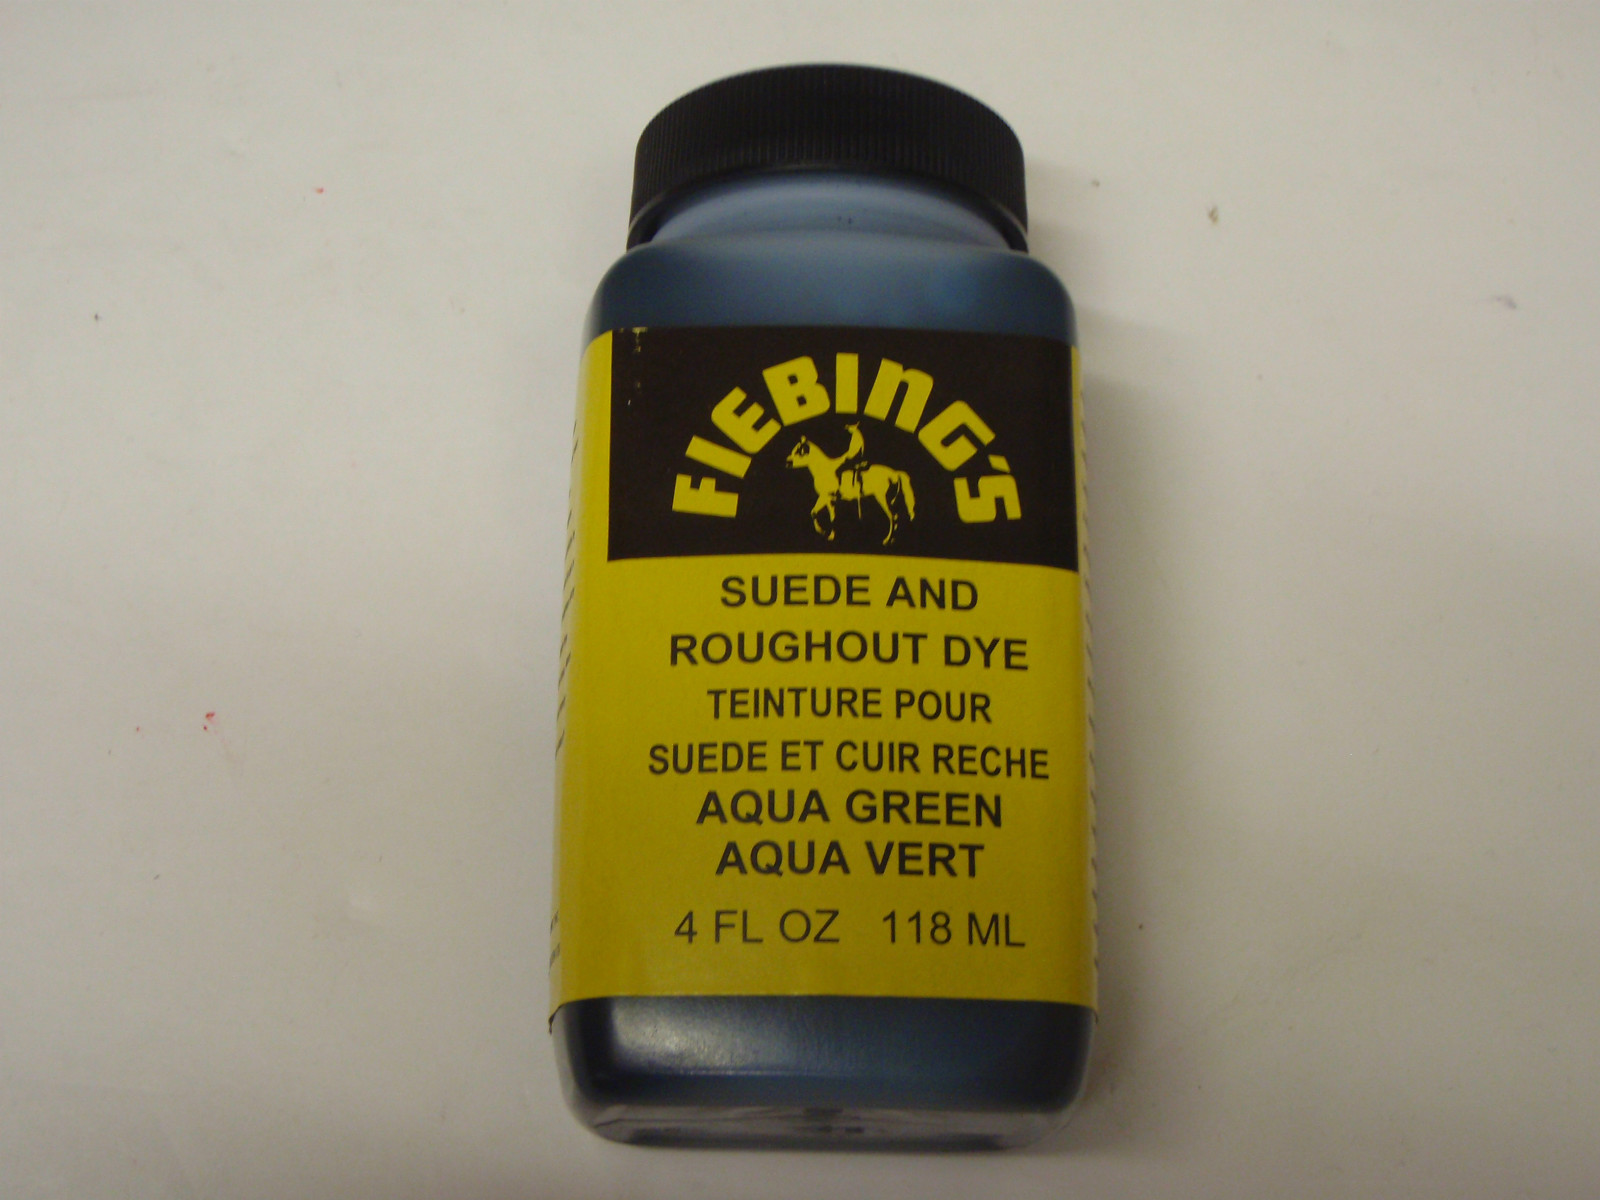 FIEBING'S
SUEDE AND
ROUGHOUT DYE
TEINTURE POUR
SUEDE ET CUIR RECHE
AQUA GREEN
AQUA VERT
4 FL OZ 118 ML